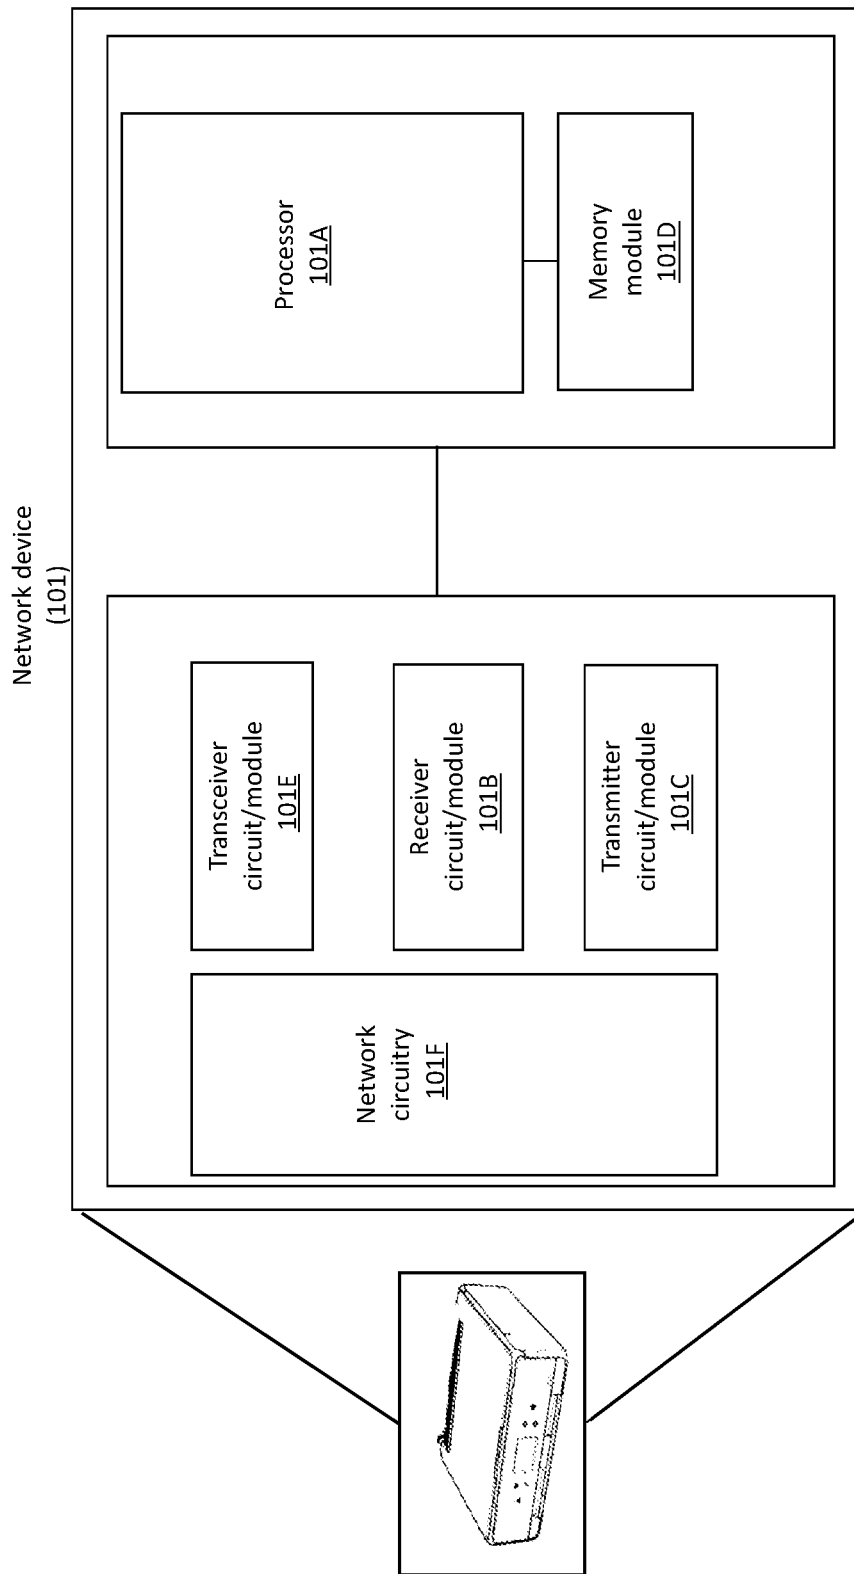 Network device
(101)
Network
circuitry
101F
Transceiver
circuit/module
101E
Receiver
circuit/module
101B
Transmitter
circuit/module
101C
Processor
101A
Memory
module
101D